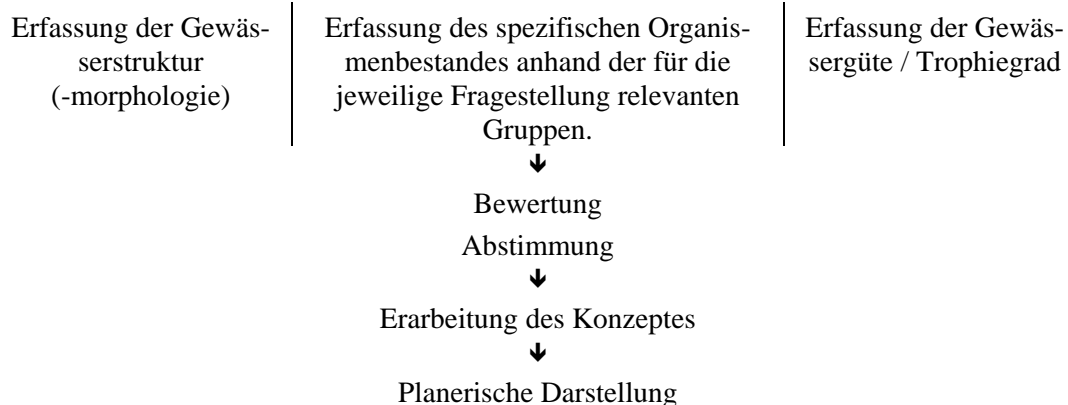 Erfassung der Gewäs-
serstruktur
(-morphologie)
Erfassung des spezifischen Organis-
menbestandes anhand der für die
jeweilige Fragestellung relevanten
Gruppen.
Erfassung der Gewäs-
sergüte / Trophiegrad
Bewertung
Abstimmung
Erarbeitung des Konzeptes
Planerische Darstellung